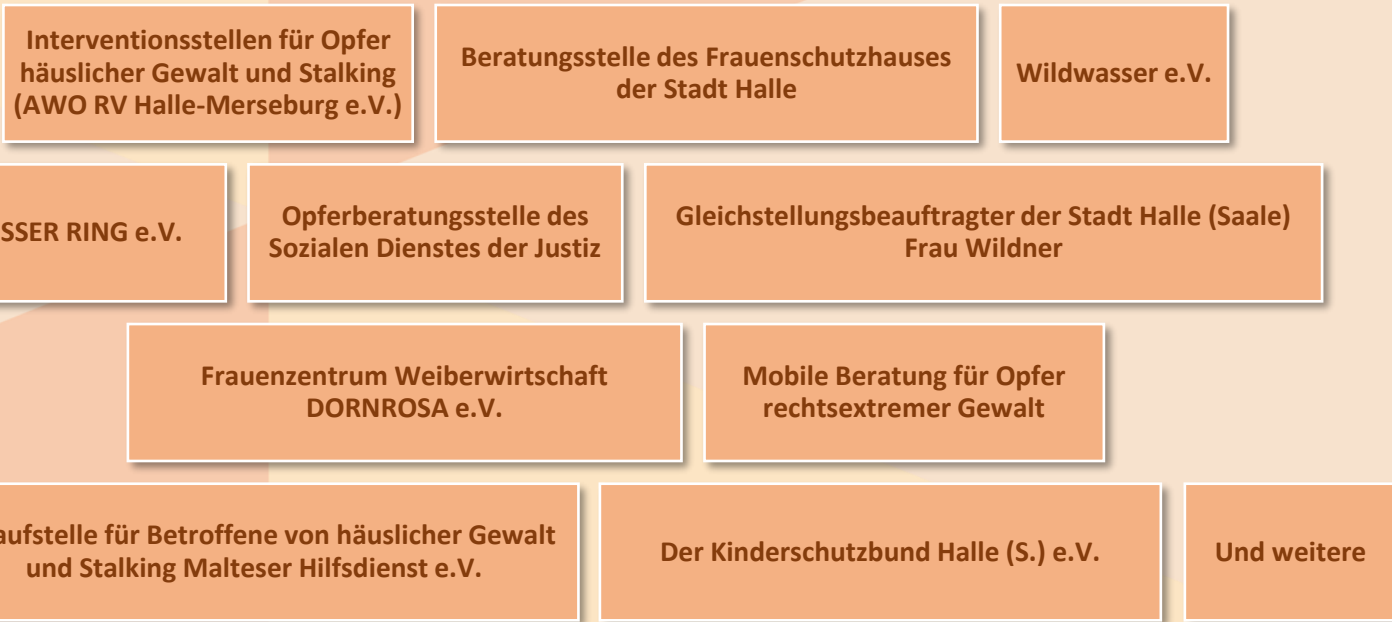 Interventionsstellen für Opfer
häuslicher Gewalt und Stalking
(AWO RV Halle-Merseburg e.V.)
Beratungsstelle des Frauenschutzhauses
der Stadt Halle
Wildwasser e.V.
SSER RING e.V.
Opferberatungsstelle des
Sozialen Dienstes der Justiz
Gleichstellungsbeauftragter der Stadt Halle (Saale)
Frau Wildner
Frauenzentrum Weiberwirtschaft
DORNROSA e.V.
Mobile Beratung für Opfer
rechtsextremer Gewalt
aufstelle für Betroffene von häuslicher Gewalt
und Stalking Malteser Hilfsdienst e.V.
Der Kinderschutzbund Halle (S.) e.V.
Und weitere